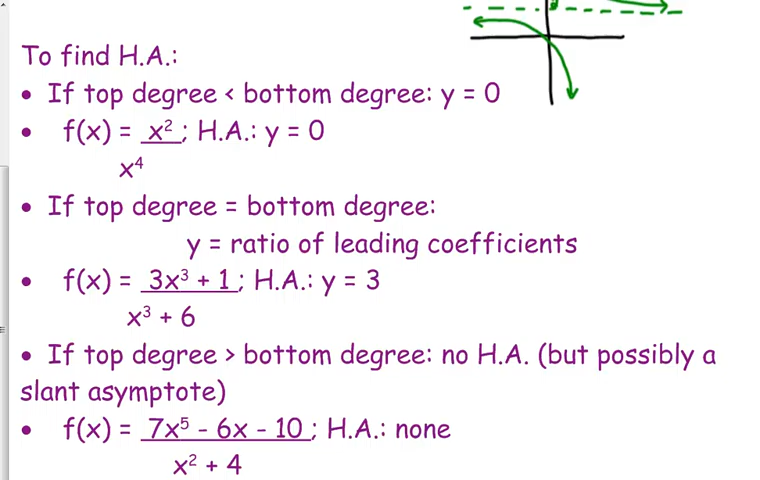 To find H.A.:
• If top degree < bottom degree: y = 0
• f(x) = x²; H.A.: y = 0
x⁴
• If top degree = bottom degree:
y = ratio of leading coefficients
• f(x) = 3x³ + 1; H.A.: y = 3
x³ + 6
• If top degree > bottom degree: no H.A. (but possibly a
slant asymptote)
• f(x) = 7x⁵ - 6x - 10; H.A.: none
x² + 4